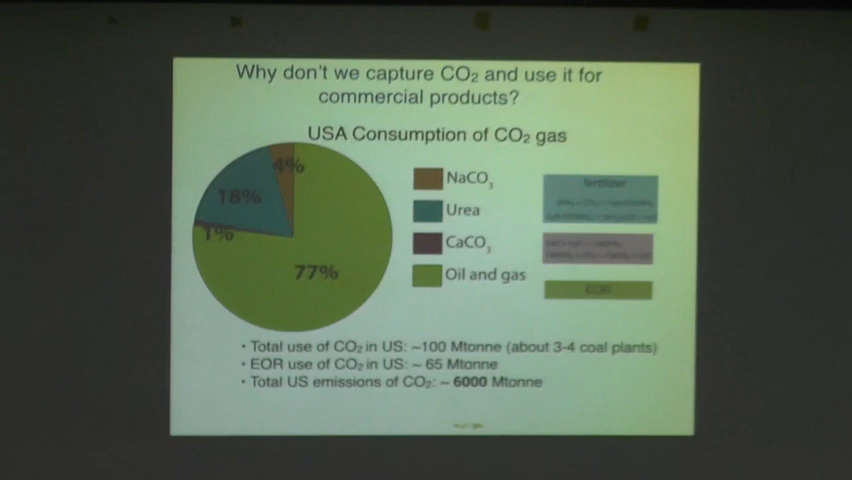 Why don't we capture CO₂ and use it for
commercial products?
USA Consumption of CO₂ gas
4%
18%
1%
77%
NaCO₃
Urea
CaCO₃
Oil and gas
fertilizer
EOR
• Total use of CO₂ in US: ~100 Mtonne (about 3-4 coal plants)
• EOR use of CO₂ in US: ~ 65 Mtonne
• Total US emissions of CO₂: ~ 6000 Mtonne